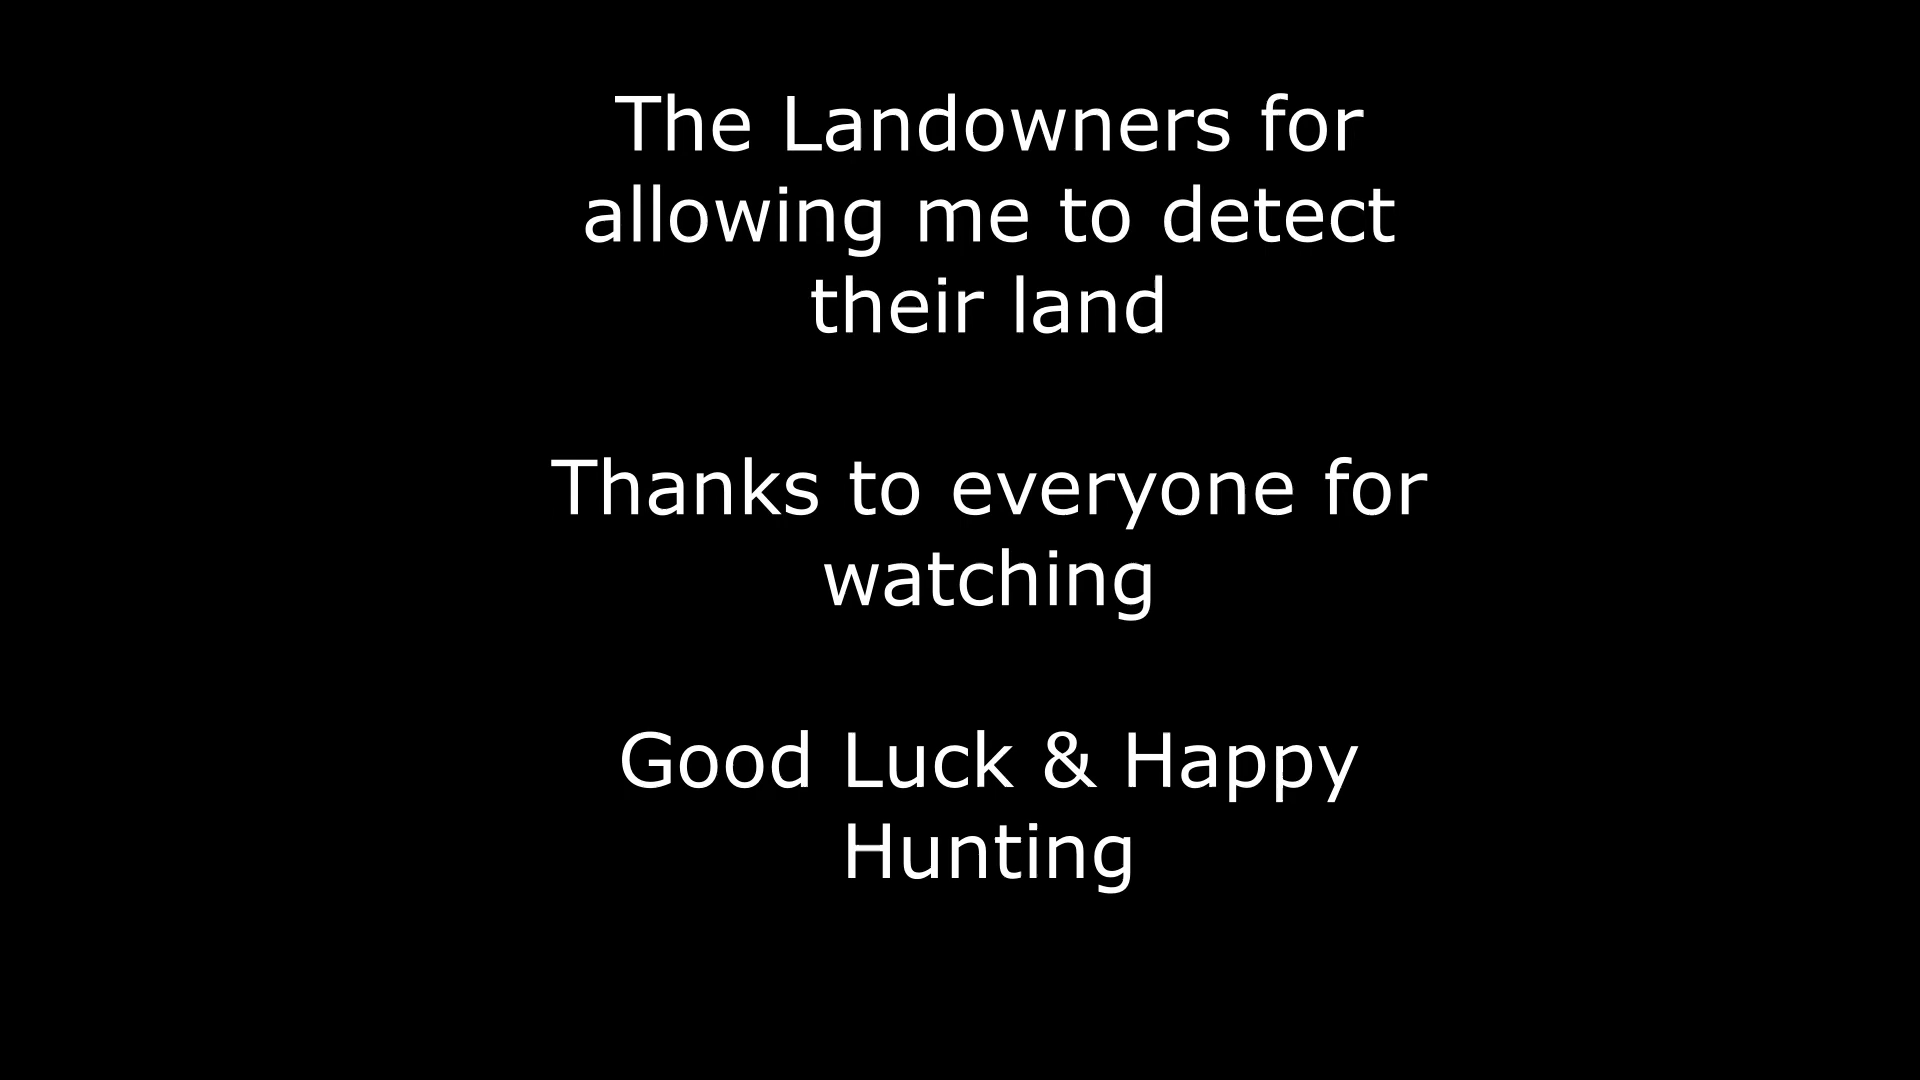 The Landowners for
allowing me to detect
their land
Thanks to everyone for
watching
Good Luck & Happy
Hunting